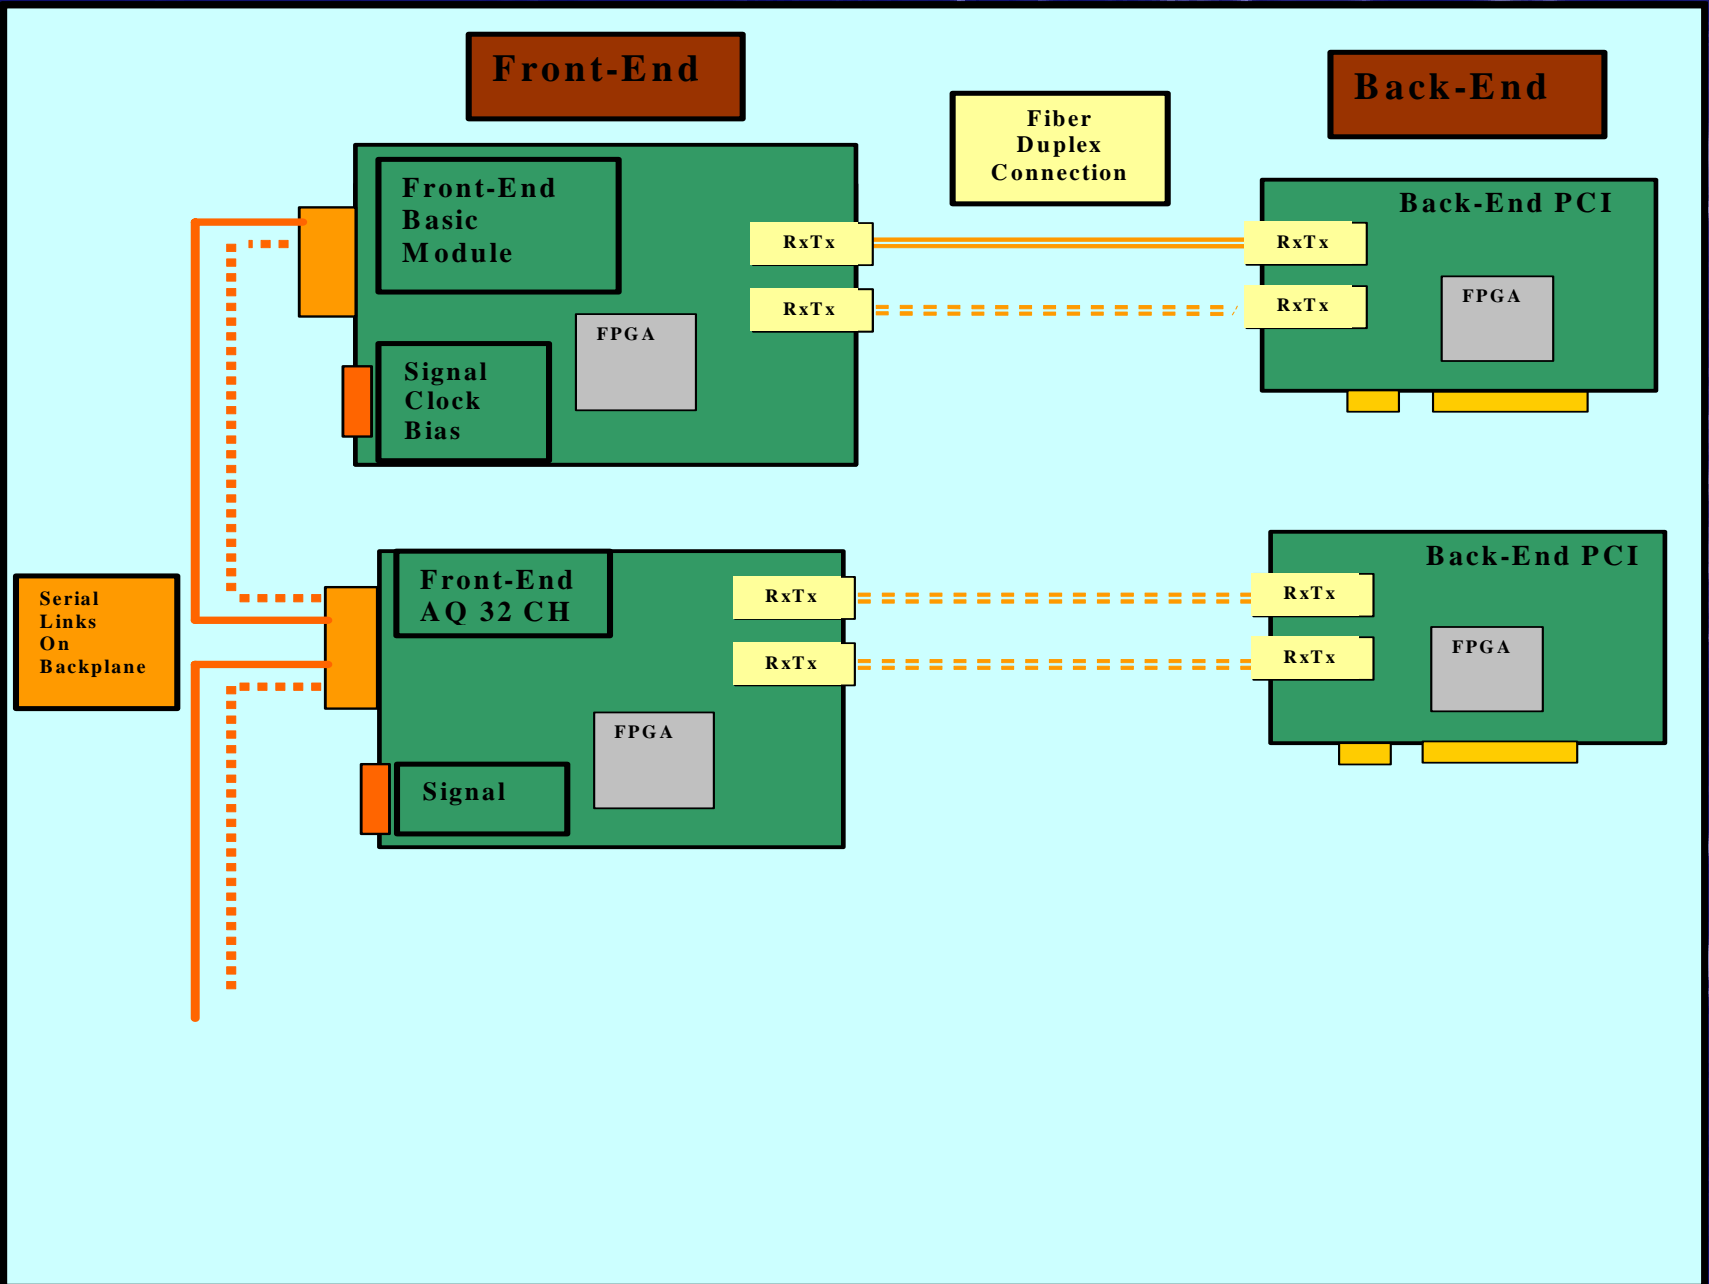 Front-End
Back-End
Fiber
Duplex
Connection
Front-End
Basic
Module
RxTx
RxTx
FPGA
Signal
Clock
Bias
Back-End PCI
RxTx
RxTx
FPGA
Serial
Links
On
Backplane
Front-End
AQ 32 CH
RxTx
RxTx
FPGA
Signal
Back-End PCI
RxTx
RxTx
FPGA